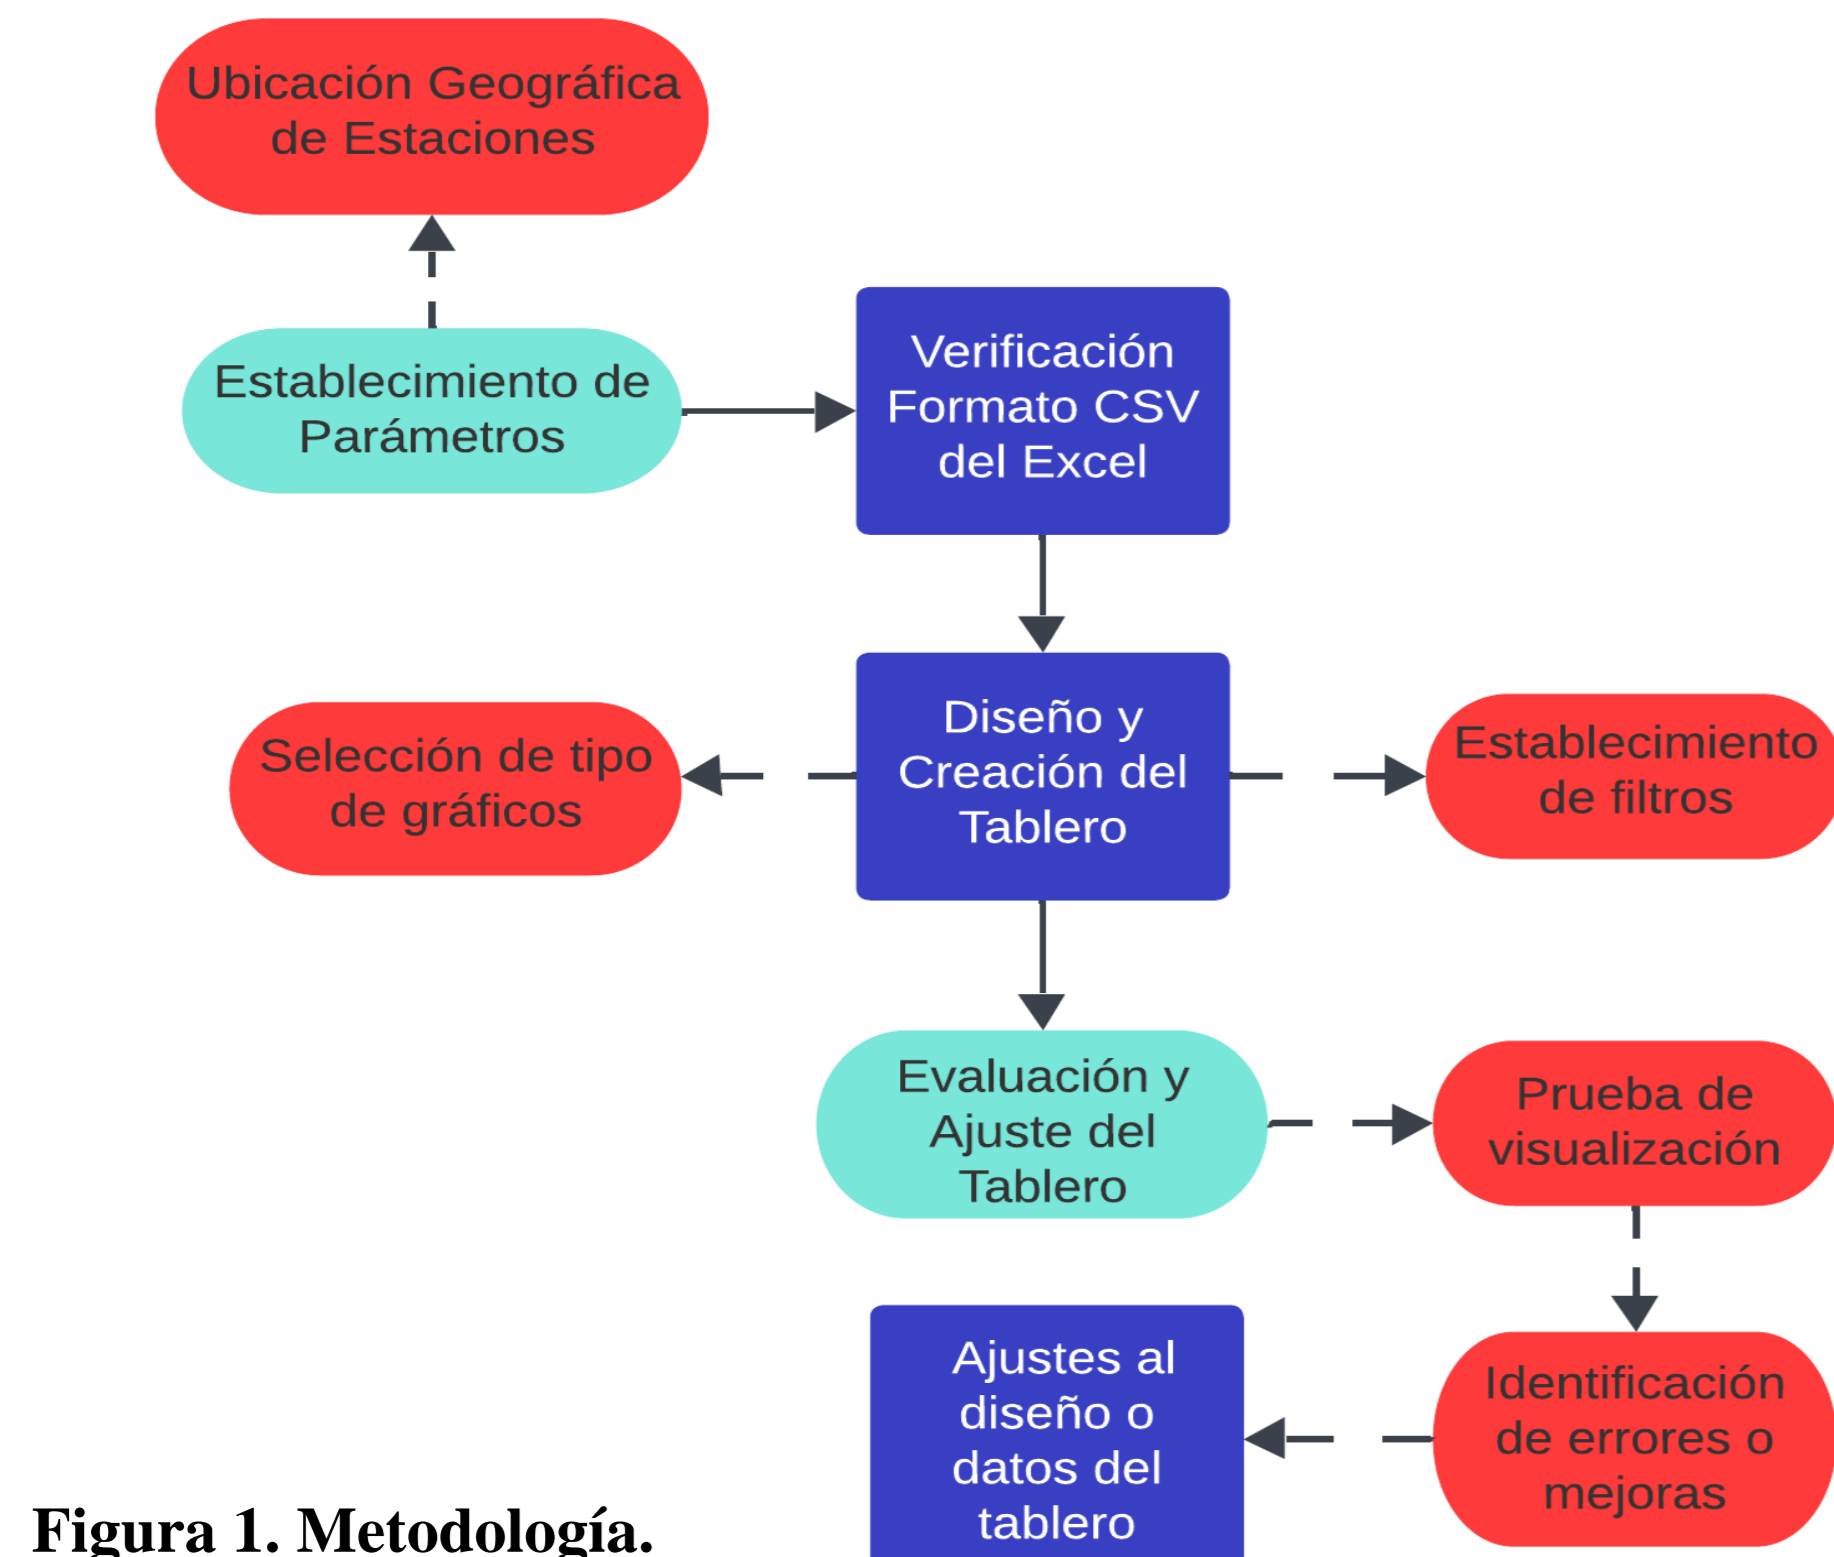 Ubicación Geográfica
de Estaciones
Establecimiento de
Parámetros
Verificación
Formato CSV
del Excel
Selección de tipo
de gráficos
Diseño y
Creación del
Tablero
Establecimiento
de filtros
Evaluación y
Ajuste del
Tablero
Prueba de
visualización
Identificación
de errores o
mejoras
Ajustes al
diseño o
datos del
tablero
Figura 1. Metodología.